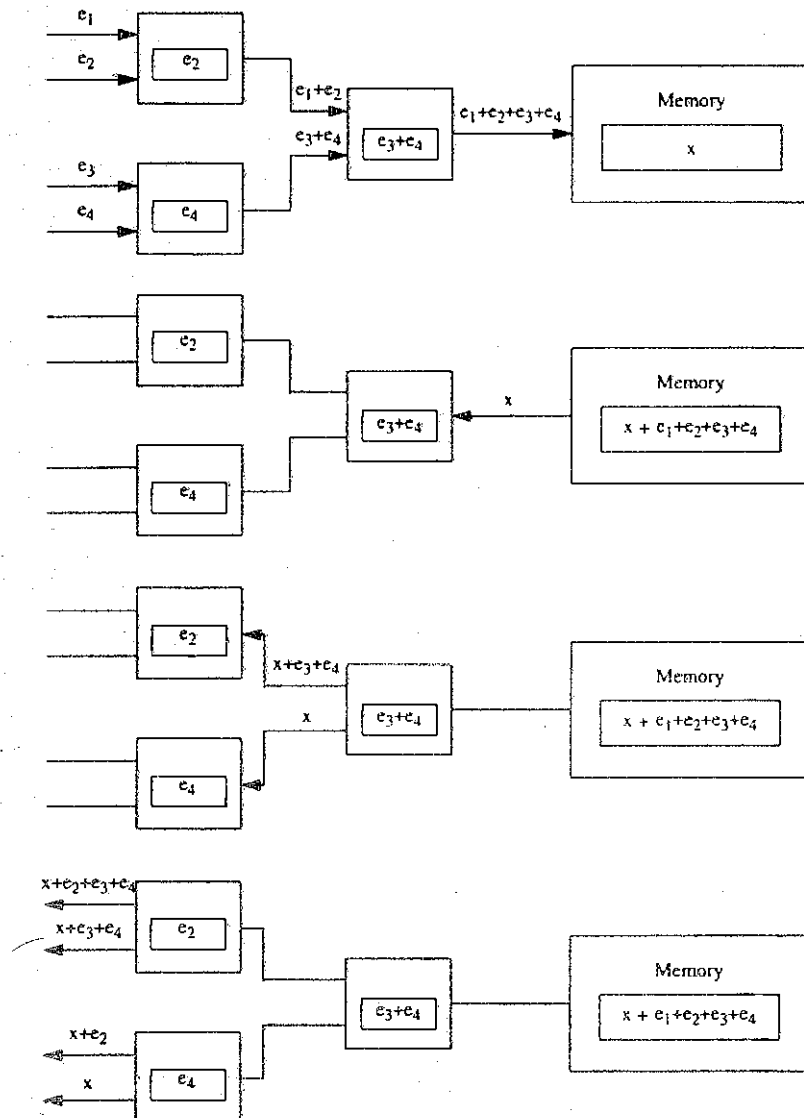 e₁
e₂
e₂
e₁+e₂
e₃+e₄
e₃+e₄
e₁+e₂+e₃+e₄
Memory
x
e₃
e₄
e₄
e₂
e₄
e₃+e₄
x
Memory
x + e₁+e₂+e₃+e₄
e₂
x+e₃+e₄
x
e₄
e₃+e₄
Memory
x + e₁+e₂+e₃+e₄
x+e₂+e₃+e₄
x+e₃+e₄
e₂
x+e₂
x
e₄
e₃+e₄
Memory
x + e₁+e₂+e₃+e₄